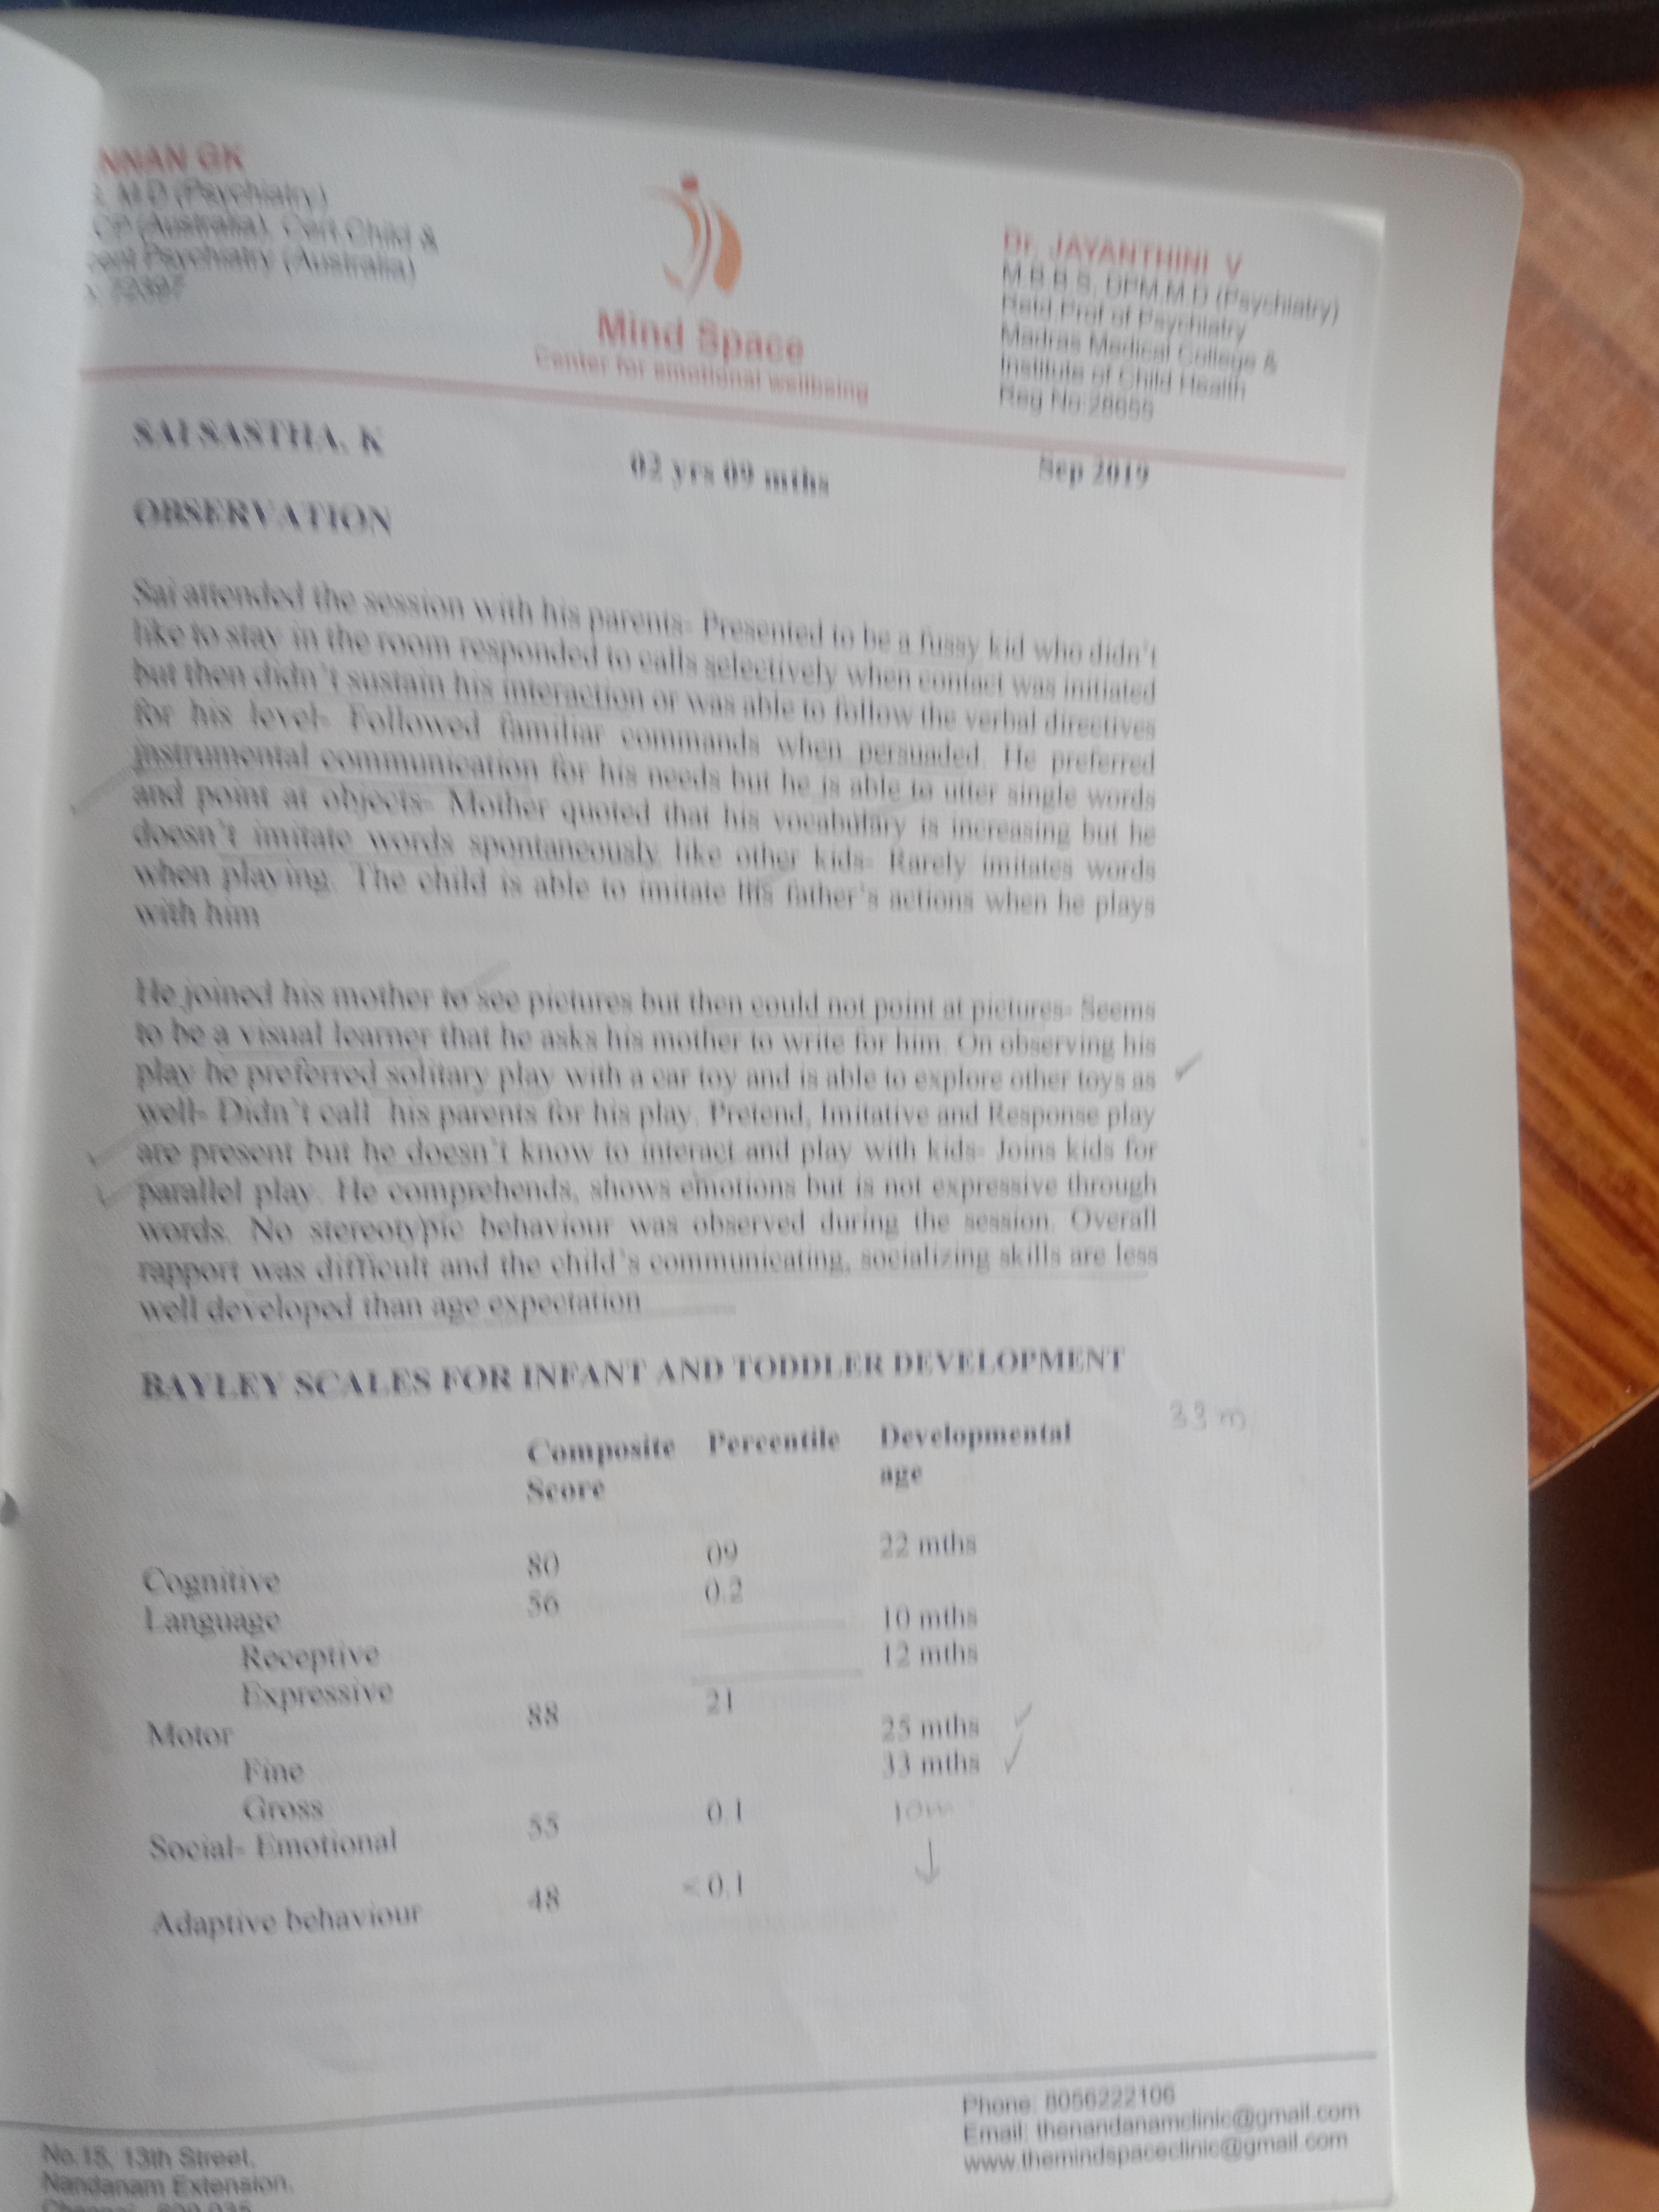 NNAN GK
M.D (Psychiatry)
CP (Australia), Cert Child &
cent Psychiatry (Australia)
72397
Mind Space
Center for emotional wellbeing
Dr. JAYANTHINI V
M.B.B.S, DPM,M.D (Psychiatry)
Retd.Prof of Psychiatry
Madras Medical College &
Institute of Child Health
Reg No:28655
SAI SASTHA. K 02 yrs 09 mths Sep 2019
OBSERVATION
Sai attended the session with his parents- Presented to be a fussy kid who didn't
like to stay in the room responded to calls selectively when contact was initiated
but then didn't sustain his interaction or was able to follow the verbal directives
for his level- Followed familiar commands when persuaded. He preferred
instrumental communication for his needs but he is able to utter single words
and point at objects- Mother quoted that his vocabulary is increasing but he
doesn't imitate words spontaneously like other kids- Rarely imitates words
when playing. The child is able to imitate his father's actions when he plays
with him
He joined his mother to see pictures but then could not point at pictures- Seems
to be a visual learner that he asks his mother to write for him. On observing his
play he preferred solitary play with a car toy and is able to explore other toys as
well- Didn't call his parents for his play. Pretend, Imitative and Response play
are present but he doesn't know to interact and play with kids- Joins kids for
parallel play. He comprehends, shows emotions but is not expressive through
words. No stereotypic behaviour was observed during the session. Overall
rapport was difficult and the child's communicating, socializing skills are less
well developed than age expectation
BAYLEY SCALES FOR INFANT AND TODDLER DEVELOPMENT
33 m
Composite Percentile Developmental
Score age
Cognitive 80 09 22 mths
Language 56 0.2
Receptive 10 mths
Expressive 12 mths
Motor 88 21
Fine 25 mths
Gross 33 mths
Social- Emotional 55 0.1 10m
Adaptive behaviour 48 <0.1
No.15, 13th Street,
Nandanam Extension,
Chennai - 600 035
Phone: 8056222106
Email: thenandanamclinic@gmail.com
www.themindspaceclinic@gmail.com